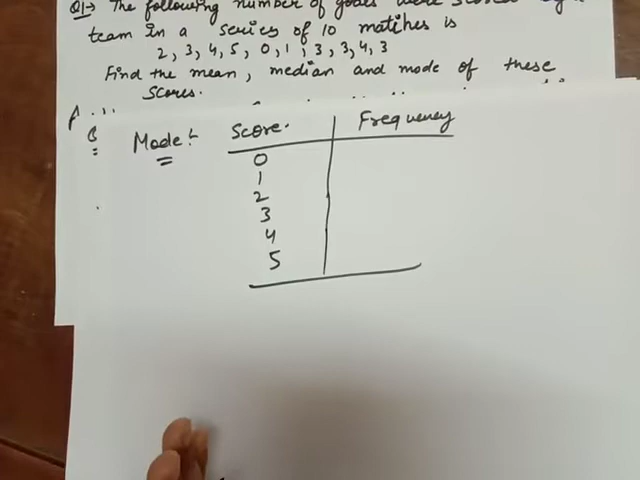 Q1→ The following number of goals were scored by a
team in a series of 10 matches is
2, 3, 4, 5, 0, 1, 3, 3, 4, 3
Find the mean, median and mode of these
scores.
Mode:- Score. Frequency
0
1
2
3
4
5